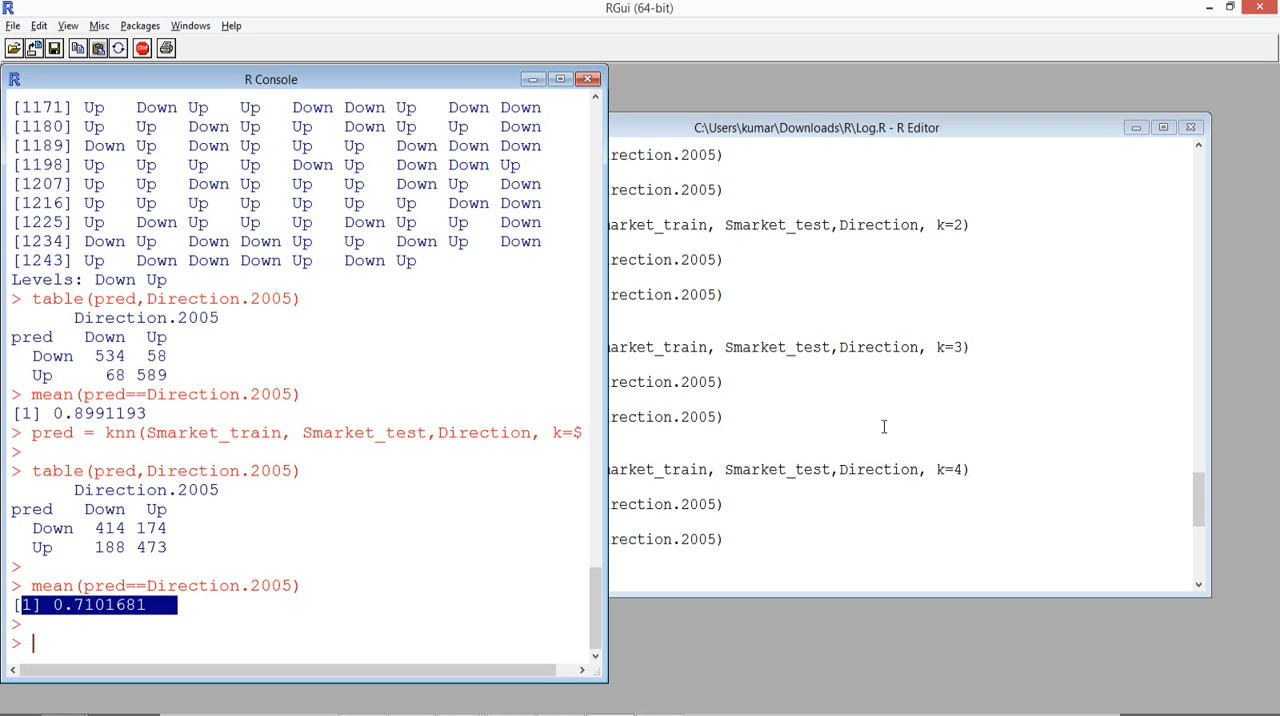 RGui (64-bit)
File Edit View Misc Packages Windows Help
R Console
[1171] Up Down Up Up Down Down Up Down Down
[1180] Up Up Down Up Up Up Down Up Down
[1189] Down Up Down Up Up Up Down Down Down
[1198] Up Up Up Up Down Up Down Down Up
[1207] Up Up Down Up Up Up Down Up Down
[1216] Up Up Up Up Up Up Up Down Down
[1225] Up Down Up Up Up Down Up Up Down
[1234] Down Up Down Down Up Up Down Up Down
[1243] Up Down Down Down Up Down Up
Levels: Down Up
> table(pred,Direction.2005)
Direction.2005
pred Down Up
Down 534 58
Up 68 589
> mean(pred==Direction.2005)
[1] 0.8991193
> pred = knn(Smarket_train, Smarket_test,Direction, k=$
>
> table(pred,Direction.2005)
Direction.2005
pred Down Up
Down 414 174
Up 188 473
>
> mean(pred==Direction.2005)
[1] 0.7101681
>
>
C:\Users\kumar\Downloads\R\Log.R - R Editor
rection.2005)
rection.2005)
market_train, Smarket_test,Direction, k=2)
rection.2005)
rection.2005)
market_train, Smarket_test,Direction, k=3)
rection.2005)
rection.2005)
market_train, Smarket_test,Direction, k=4)
rection.2005)
rection.2005)